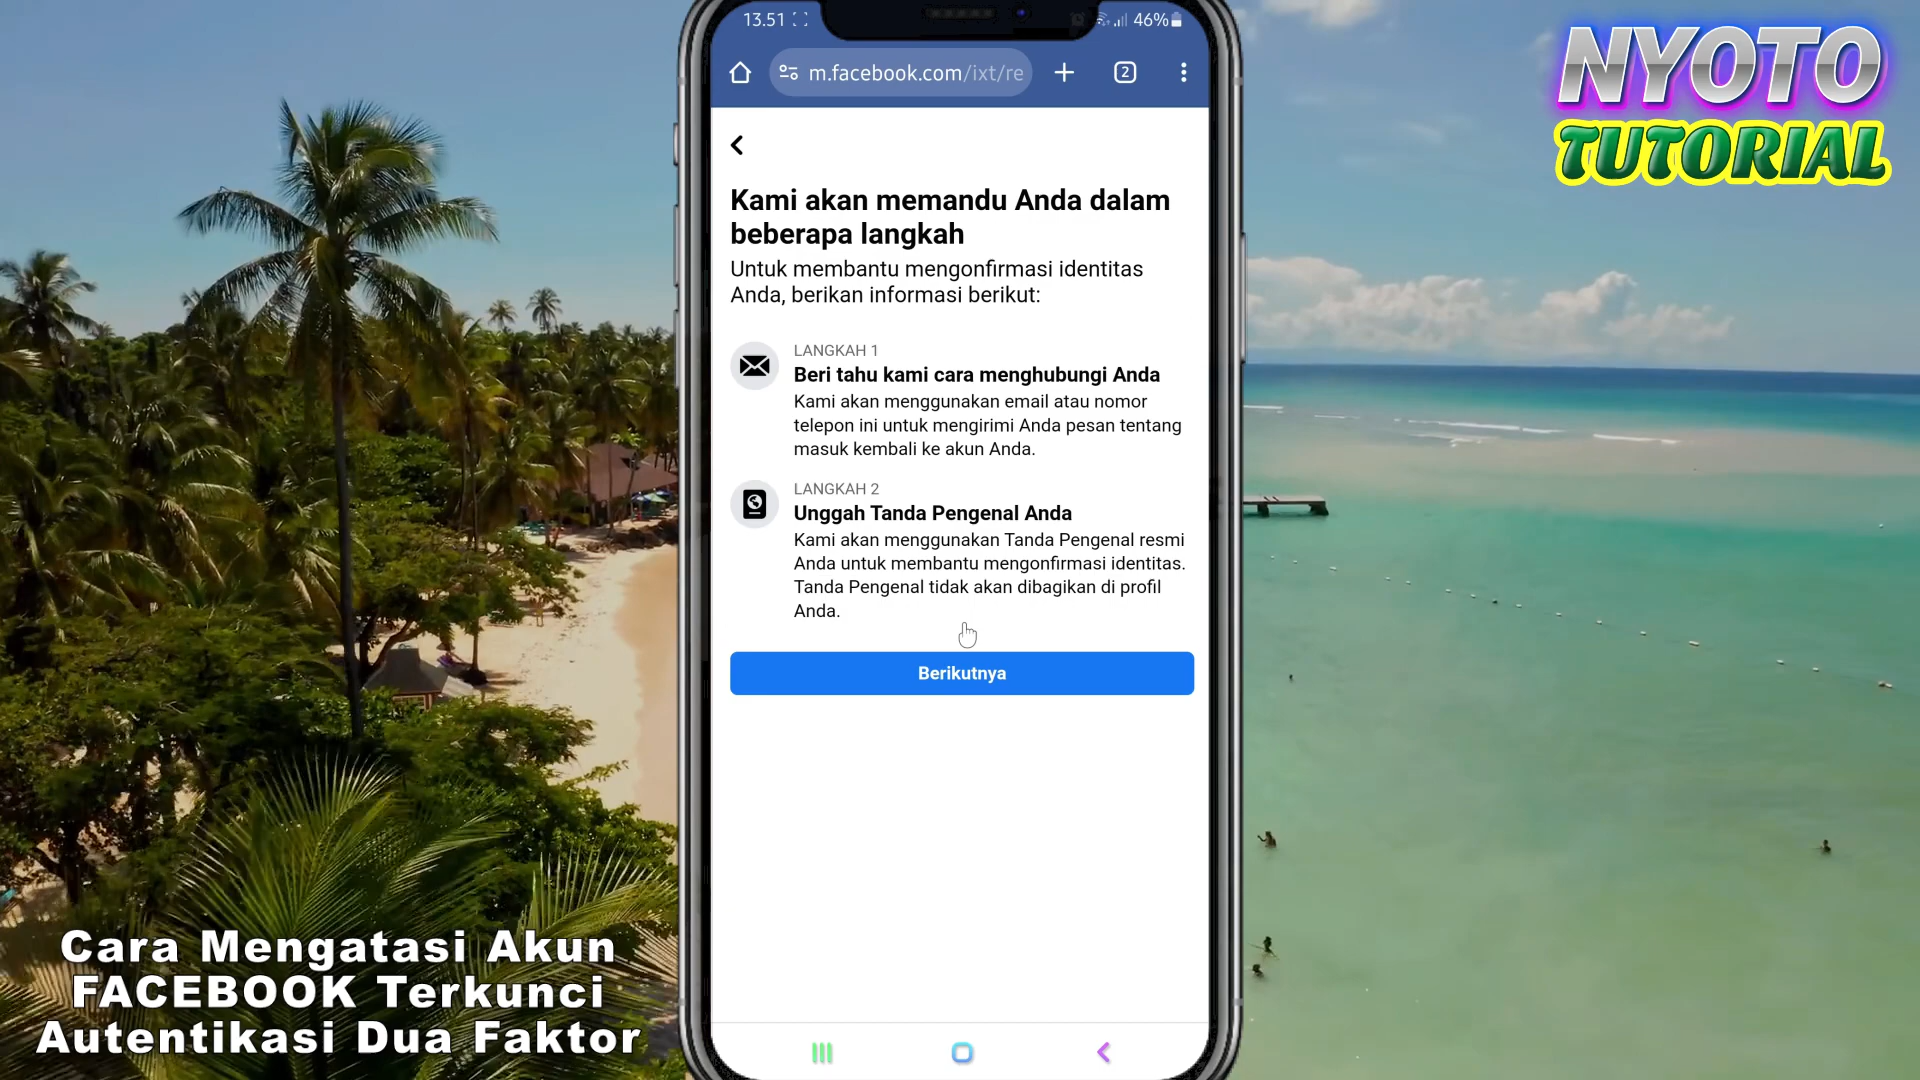 13.51
46%
m.facebook.com/ixt/re
2
Kami akan memandu Anda dalam
beberapa langkah
Untuk membantu mengonfirmasi identitas
Anda, berikan informasi berikut:
LANGKAH 1
Beri tahu kami cara menghubungi Anda
Kami akan menggunakan email atau nomor
telepon ini untuk mengirimi Anda pesan tentang
masuk kembali ke akun Anda.
LANGKAH 2
Unggah Tanda Pengenal Anda
Kami akan menggunakan Tanda Pengenal resmi
Anda untuk membantu mengonfirmasi identitas.
Tanda Pengenal tidak akan dibagikan di profil
Anda.
Berikutnya
NYOTO
TUTORIAL
Cara Mengatasi Akun
FACEBOOK Terkunci
Autentikasi Dua Faktor